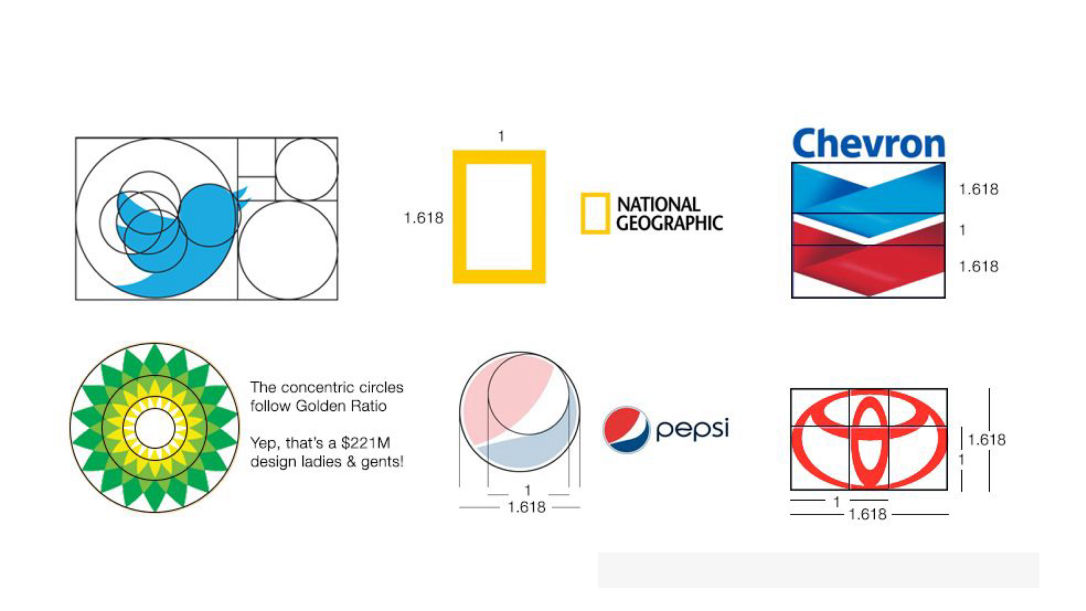 1
1.618
NATIONAL
GEOGRAPHIC
Chevron
1.618
1
1.618
The concentric circles
follow Golden Ratio
Yep, that's a $221M
design ladies & gents!
pepsi
1
1.618
1.618
1
1
1.618